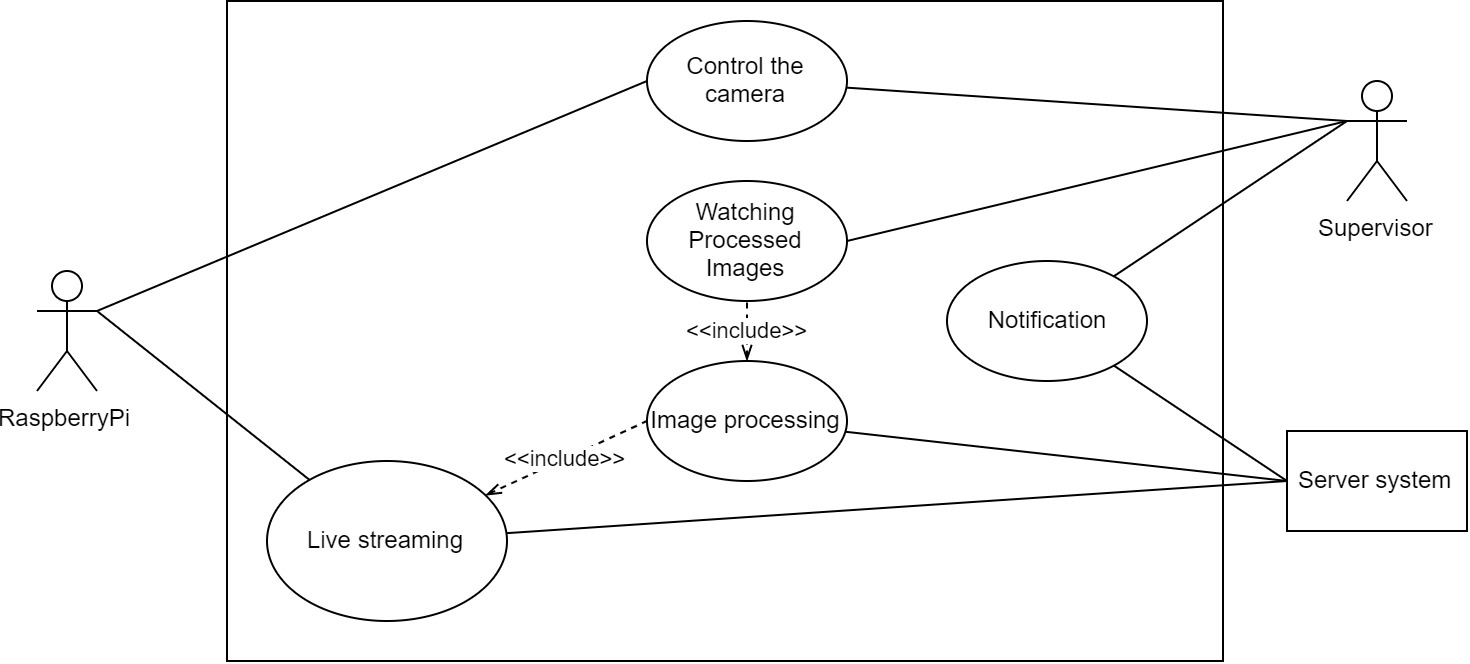 Control the
camera
Watching
Processed
Images
Supervisor
<<include>>
Notification
RaspberryPi
Image processing
<<include>>
Server system
Live streaming